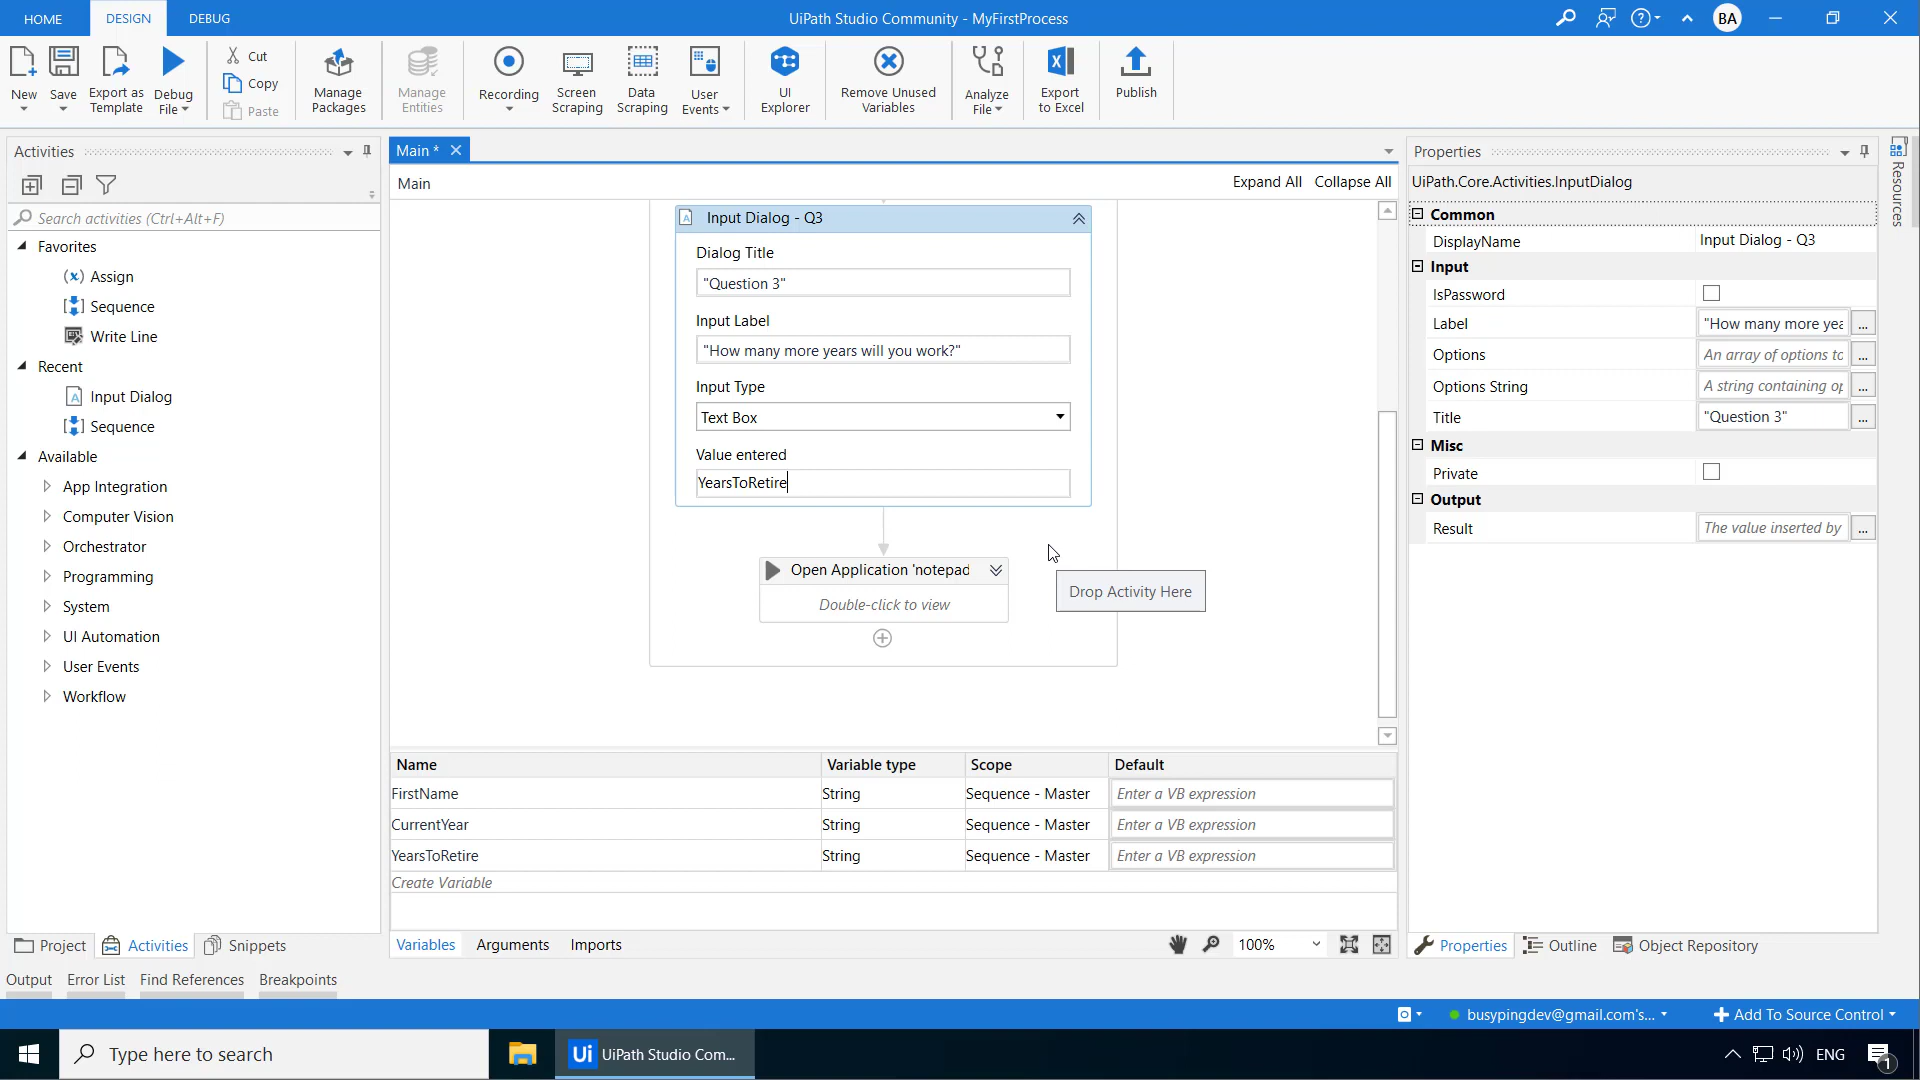 HOME DESIGN DEBUG
UiPath Studio Community - MyFirstProcess
BA
New
Save
Export as Template
Debug File
Cut
Copy
Paste
Manage Packages
Manage Entities
Recording
Screen Scraping
Data Scraping
User Events
UI Explorer
Remove Unused Variables
Analyze File
Export to Excel
Publish
Activities
Search activities (Ctrl+Alt+F)
Favorites
Assign
Sequence
Write Line
Recent
Input Dialog
Sequence
Available
App Integration
Computer Vision
Orchestrator
Programming
System
UI Automation
User Events
Workflow
Project Activities Snippets
Main *
Main
Expand All Collapse All
Input Dialog - Q3
Dialog Title
"Question 3"
Input Label
"How many more years will you work?"
Input Type
Text Box
Value entered
YearsToRetire
Open Application 'notepad
Double-click to view
Drop Activity Here
Name Variable type Scope Default
FirstName String Sequence - Master Enter a VB expression
CurrentYear String Sequence - Master Enter a VB expression
YearsToRetire String Sequence - Master Enter a VB expression
Create Variable
Variables Arguments Imports
100%
Properties
UiPath.Core.Activities.InputDialog
Common
DisplayName Input Dialog - Q3
Input
IsPassword
Label "How many more yea ...
Options An array of options to ...
Options String A string containing op ...
Title "Question 3" ...
Misc
Private
Output
Result The value inserted by ...
Properties Outline Object Repository
Resources
Output Error List Find References Breakpoints
busypingdev@gmail.com's...
Add To Source Control
Type here to search
Ui UiPath Studio Com...
ENG
1